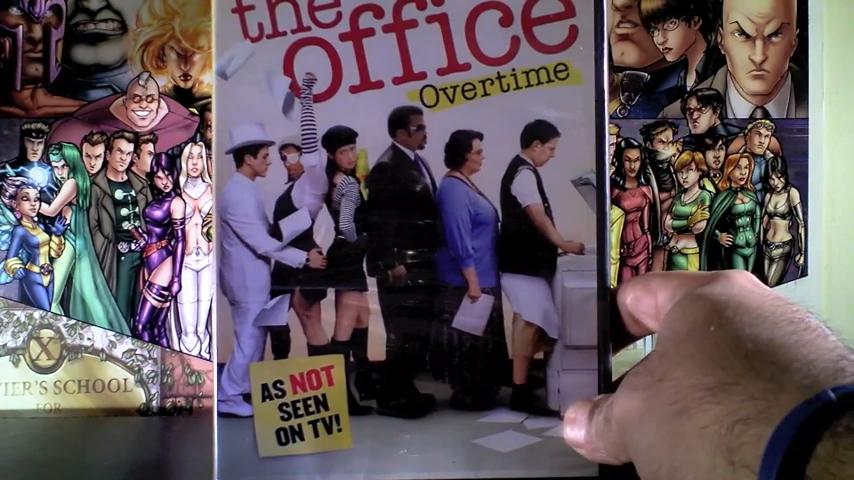 the
office
Overtime
AS NOT
SEEN
ON TV!
X
VIER'S SCHOOL
FOR